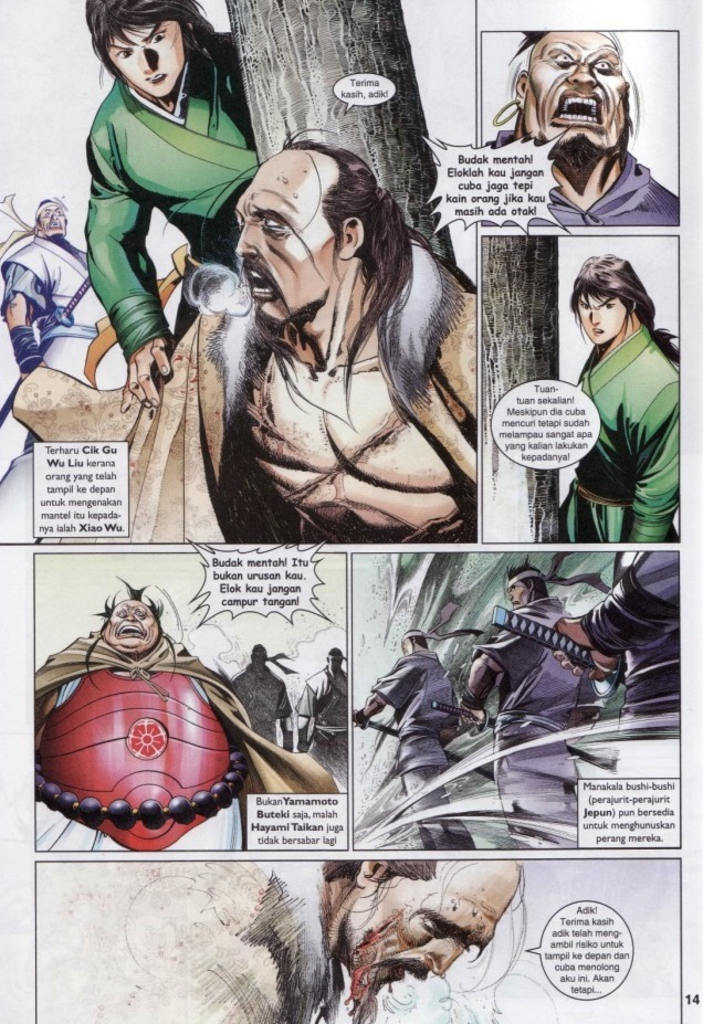 Terima
kasih, adik!
Terharu Cik Gu
Wu Liu kerana
orang yang telah
tampil ke depan
untuk mengenakan
mantel itu kepada-
nya ialah Xiao Wu.
Budak mentah!
Eloklah kau jangan
cuba jaga tepi
kain orang jika kau
masih ada otak!
Tuan-
tuan sekalian!
Meskipun dia cuba
mencuri tetapi sudah
melampau sangat apa
yang kalian lakukan
kepadanya!
Budak mentah! Itu
bukan urusan kau.
Elok kau jangan
campur tangan!
Bukan Yamamoto
Buteki saja, malah
Hayami Taikan juga
tidak bersabar lagi
Manakala bushi-bushi
(perajurit-perajurit
Jepun) pun bersedia
untuk menghunuskan
perang mereka.
Adik!
Terima kasih
adik telah meng-
ambil risiko untuk
tampil ke depan dan
cuba menolong
aku ini. Akan
tetapi...
14